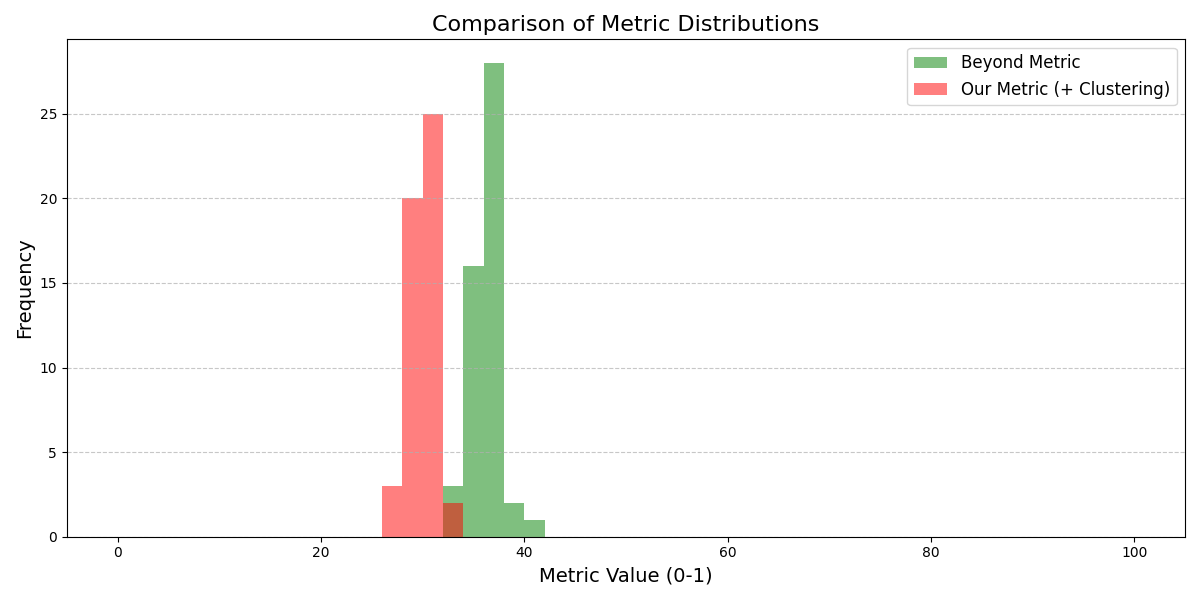 Comparison of Metric Distributions
Beyond Metric
Our Metric (+ Clustering)
Frequency
25
20
15
10
5
0
0 20 40 60 80 100
Metric Value (0-1)